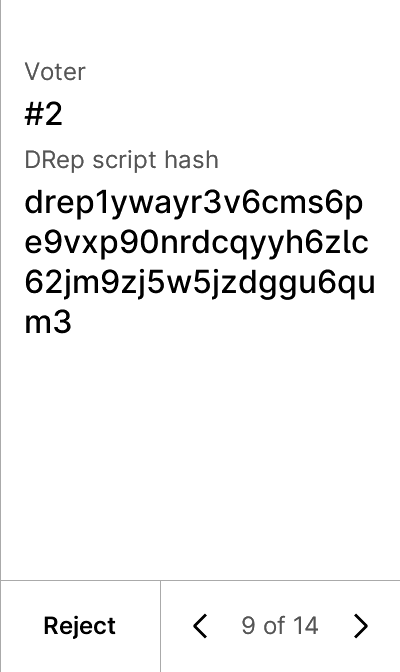 Voter
#2
DRep script hash
drep1ywayr3v6cms6p
e9vxp90nrdcqyyh6zlc
62jm9zj5w5jzdggu6qu
m3
Reject
9 of 14